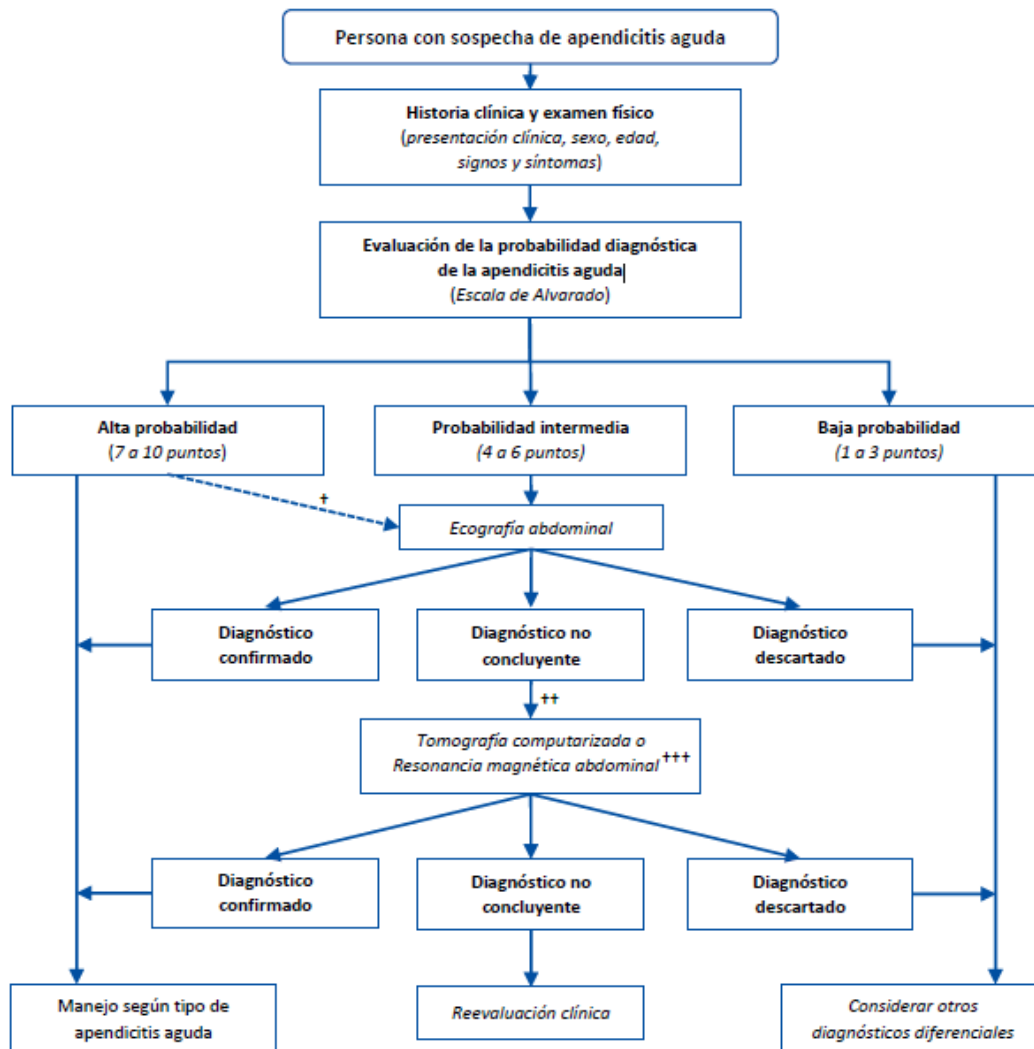 Persona con sospecha de apendicitis aguda
Historia clínica y examen físico
(presentación clínica, sexo, edad,
signos y síntomas)
Evaluación de la probabilidad diagnóstica
de la apendicitis aguda
(Escala de Alvarado)
Alta probabilidad
(7 a 10 puntos)
Probabilidad intermedia
(4 a 6 puntos)
Baja probabilidad
(1 a 3 puntos)
†
Ecografía abdominal
Diagnóstico
confirmado
Diagnóstico no
concluyente
Diagnóstico
descartado
††
Tomografía computarizada o
Resonancia magnética abdominal†††
Diagnóstico
confirmado
Diagnóstico no
concluyente
Diagnóstico
descartado
Manejo según tipo de
apendicitis aguda
Reevaluación clínica
Considerar otros
diagnósticos diferenciales